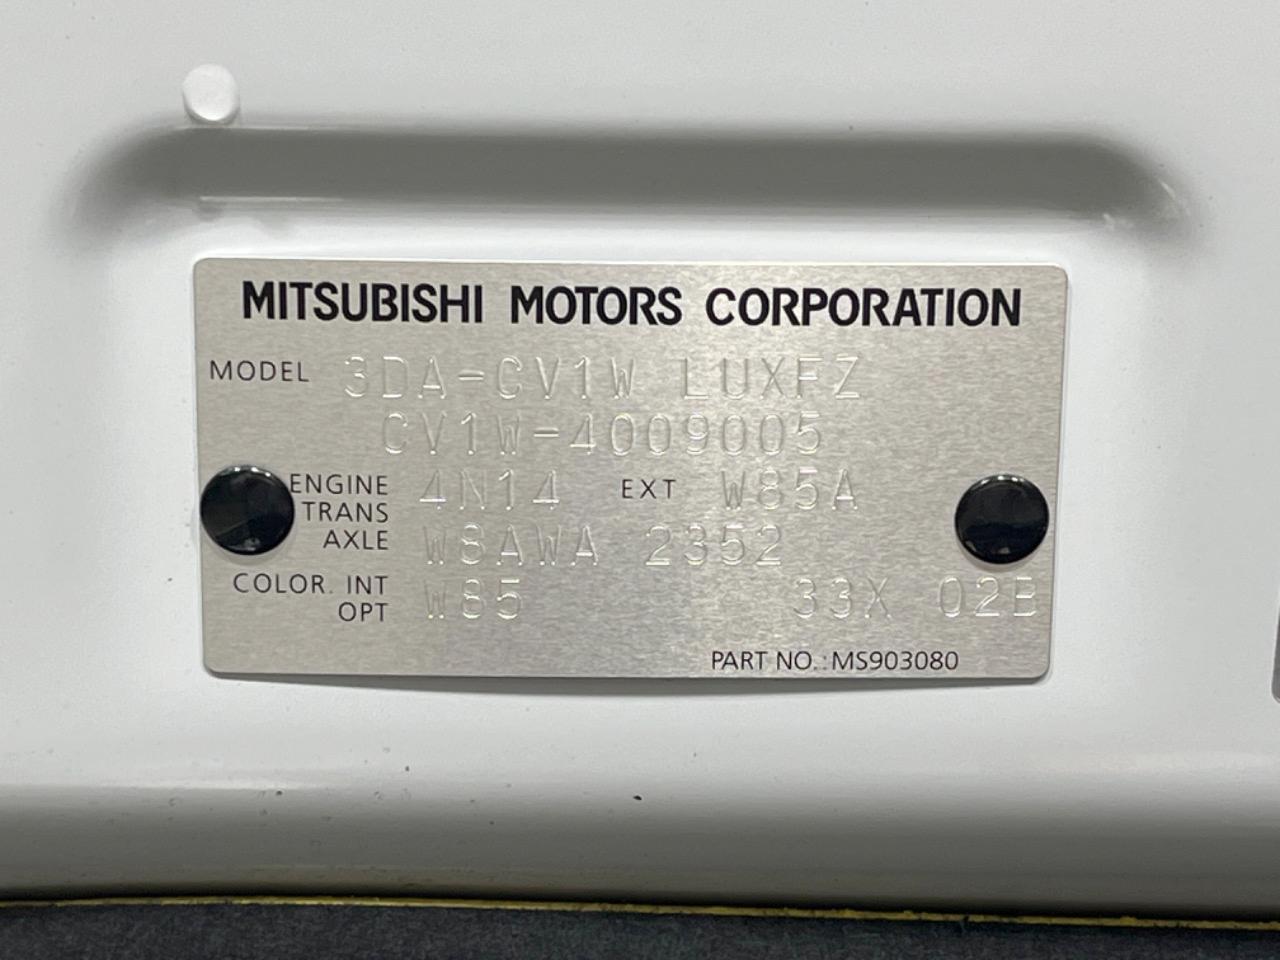 MITSUBISHI MOTORS CORPORATION
MODEL 3DA-CV1W LUXFZ
CV1W-4009005
ENGINE 4N14 EXT W85A
TRANS
AXLE W8AWA 2352
COLOR. INT
OPT W85 33X 02B
PART NO.: MS903080